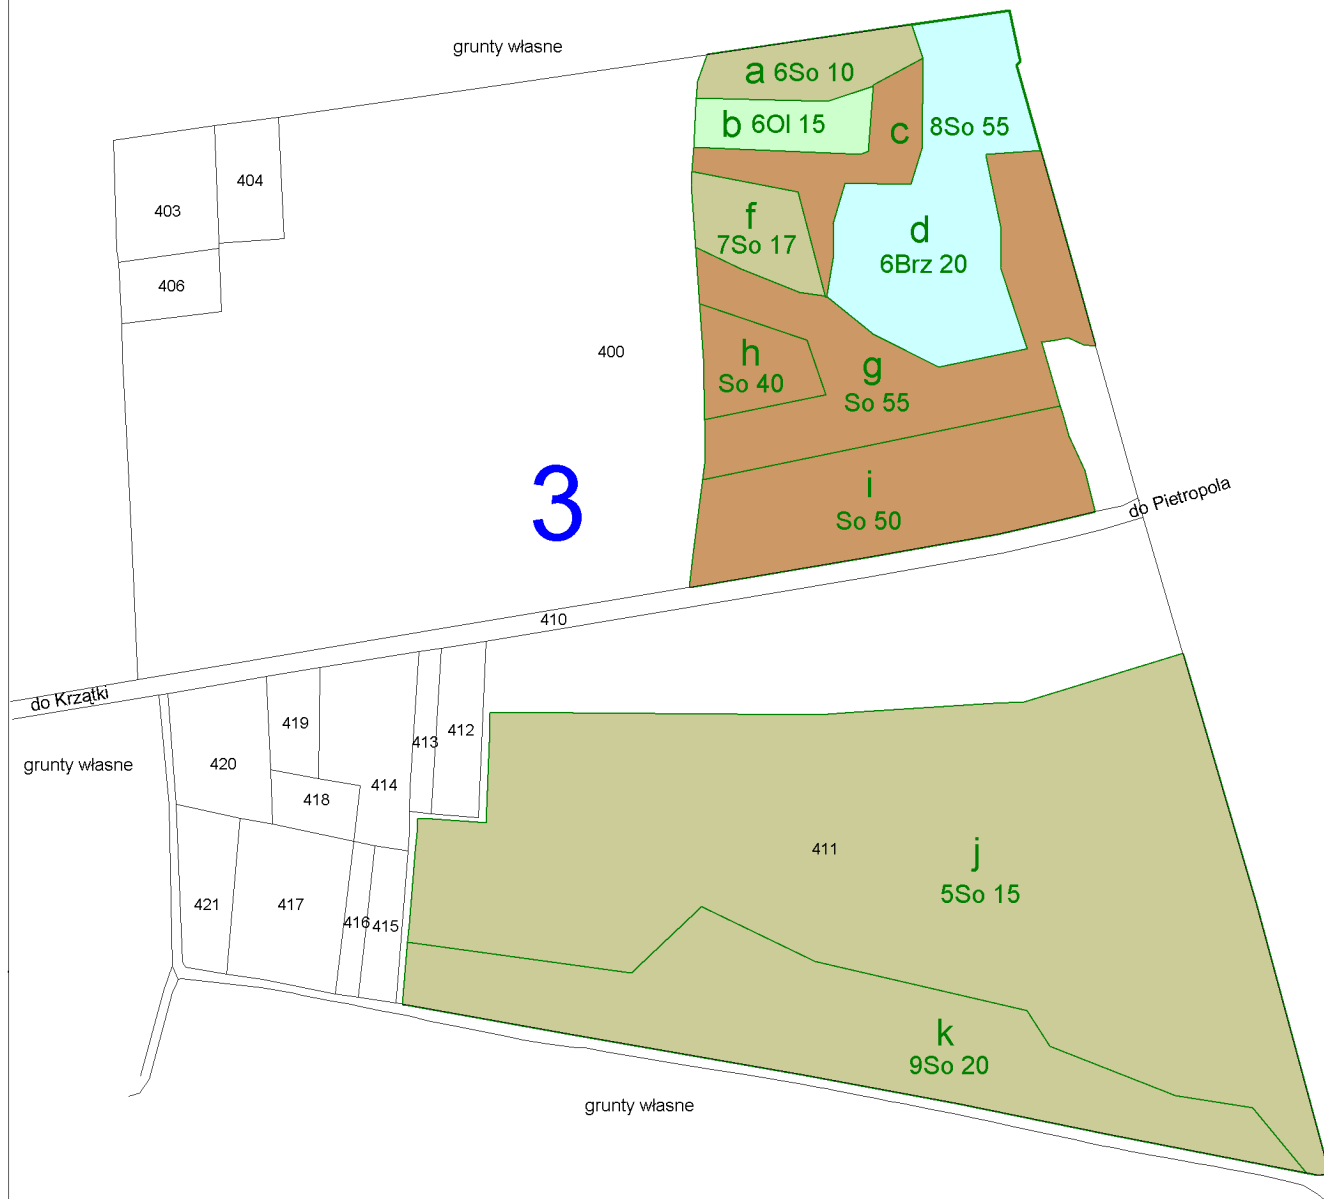 grunty własne
a 6So 10
b 6Ol 15
c
8So 55
404
403
f
7So 17
d
6Brz 20
406
400
h
So 40
g
So 55
3
i
So 50
do Pietropola
410
do Krzątki
419
413
412
grunty własne
420
414
418
411
j
5So 15
421
417
416
415
k
9So 20
grunty własne